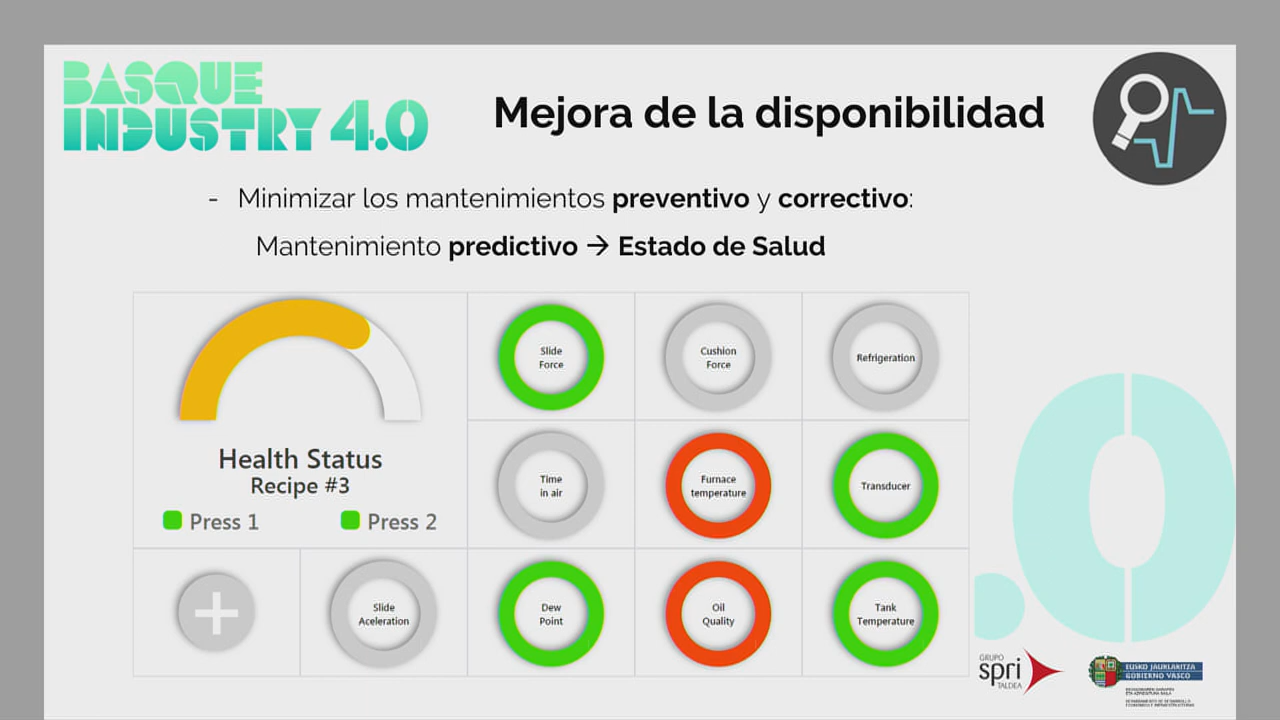 BASQUE
INDUSTRY 4.0
Mejora de la disponibilidad
- Minimizar los mantenimientos preventivo y correctivo:
Mantenimiento predictivo → Estado de Salud
Health Status
Recipe #3
Press 1
Press 2
Slide
Force
Cushion
Force
Refrigeration
Time
in air
Furnace
temperature
Transducer
Slide
Aceleration
Dew
Point
Oil
Quality
Tank
Temperature
.0
GRUPO
spri
TALDEA
EUSKO JAURLARITZA
GOBIERNO VASCO